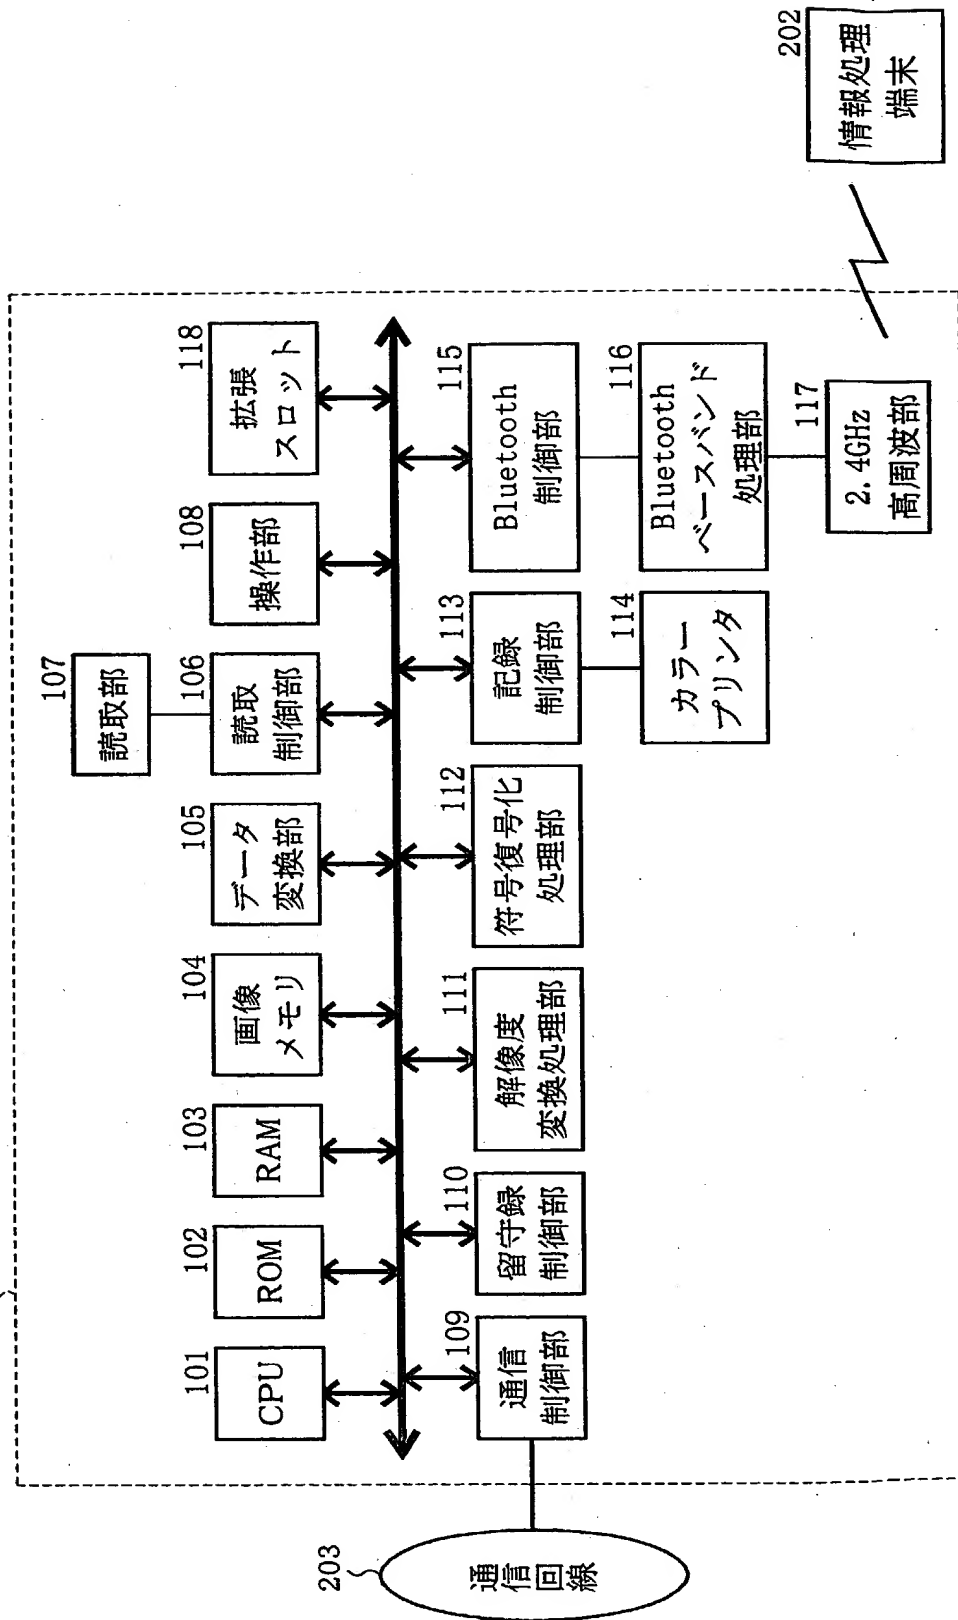 107
読取部
101
CPU
102
ROM
103
RAM
104
画像
メモリ
105
データ
変換部
106
読取
制御部
108
操作部
118
拡張
スロット
203
通信
回線
109
通信
制御部
110
留守録
制御部
111
解像度
変換処理部
112
符号復号化
処理部
113
記録
制御部
114
カラー
プリンタ
115
Bluetooth
制御部
116
Bluetooth
ベースバンド
処理部
117
2.4GHz
高周波部
202
情報処理
端末